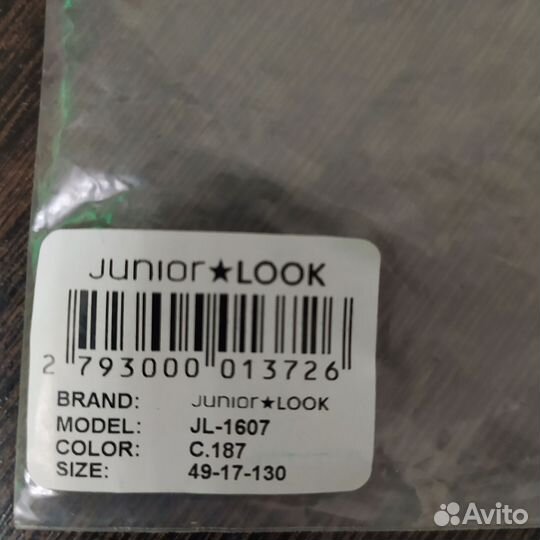 Junior★LOOK
2 793000 013726
BRAND: Junior★LOOK
MODEL: JL-1607
COLOR: C.187
SIZE: 49-17-130
Avito